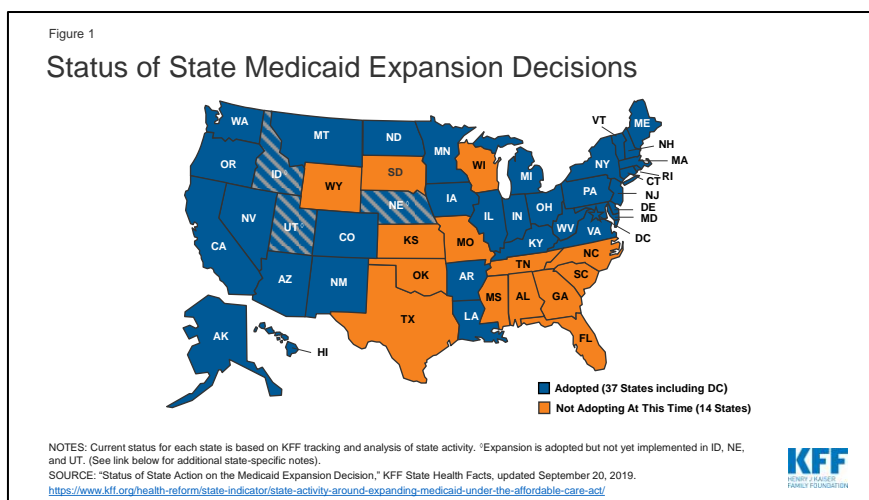 Figure 1
Status of State Medicaid Expansion Decisions
WA
MT
ND
MN
VT
ME
NH
OR
ID◊
WY
SD
WI
MI
NY
MA
RI
CT
NV
UT◊
NE◊
IA
IL
IN
OH
PA
NJ
DE
MD
DC
CA
CO
KS
MO
KY
WV
VA
AZ
NM
OK
AR
TN
NC
SC
TX
LA
MS
AL
GA
FL
AK
HI
Adopted (37 States including DC)
Not Adopting At This Time (14 States)
NOTES: Current status for each state is based on KFF tracking and analysis of state activity. ◊Expansion is adopted but not yet implemented in ID, NE,
and UT. (See link below for additional state-specific notes).
SOURCE: “Status of State Action on the Medicaid Expansion Decision,” KFF State Health Facts, updated September 20, 2019.
https://www.kff.org/health-reform/state-indicator/state-activity-around-expanding-medicaid-under-the-affordable-care-act/
KFF
HENRY J KAISER
FAMILY FOUNDATION